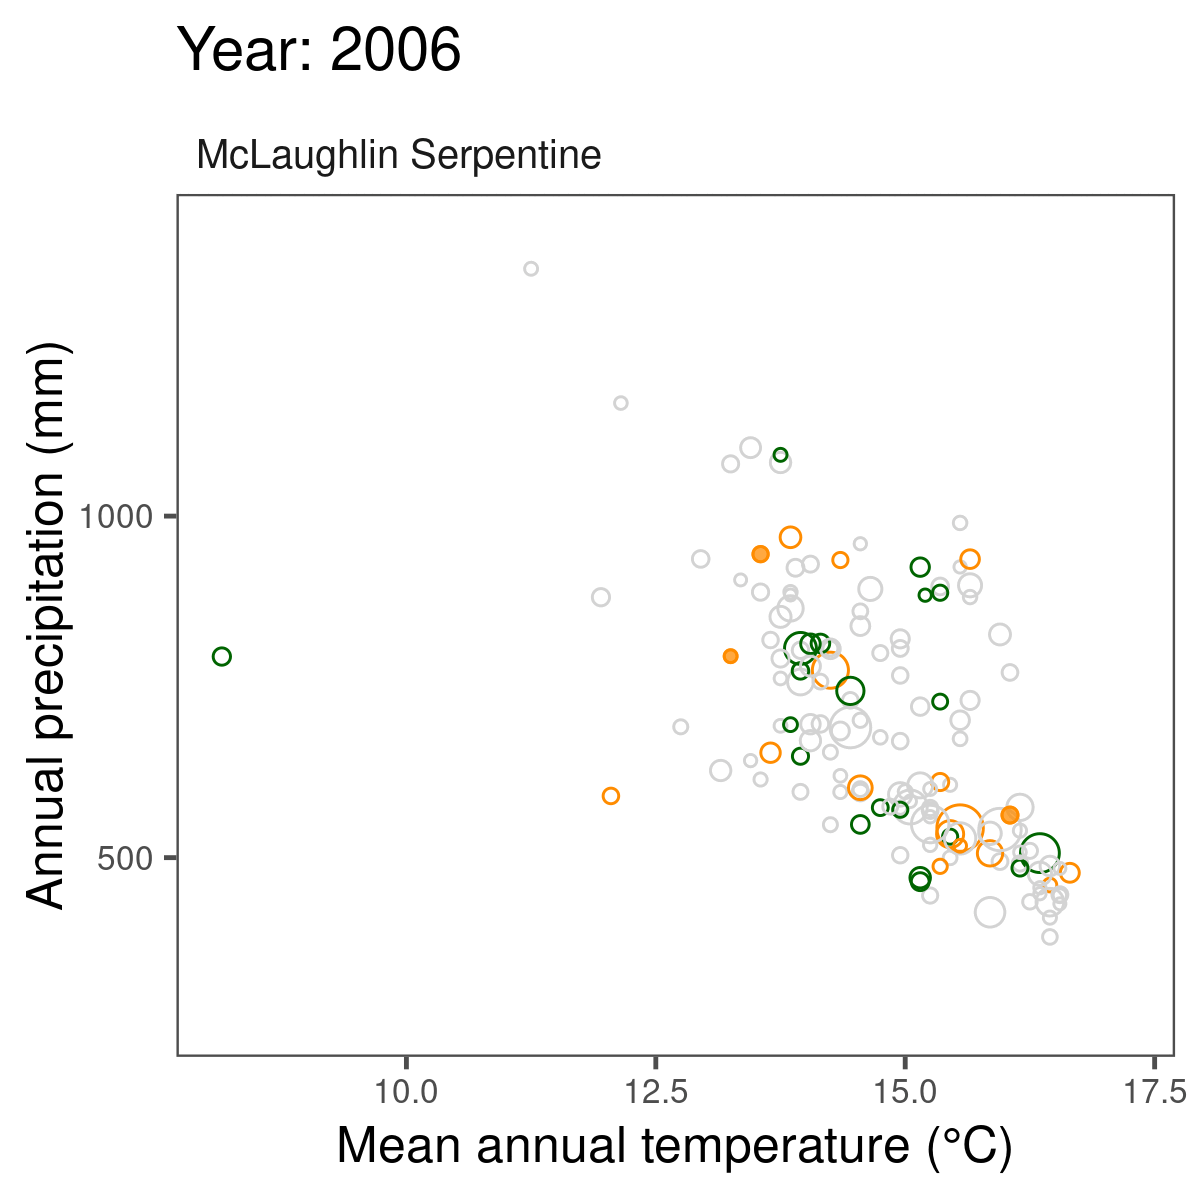 Year: 2006
McLaughlin Serpentine
Annual precipitation (mm)
1000
500
10.0 12.5 15.0 17.5
Mean annual temperature (°C)